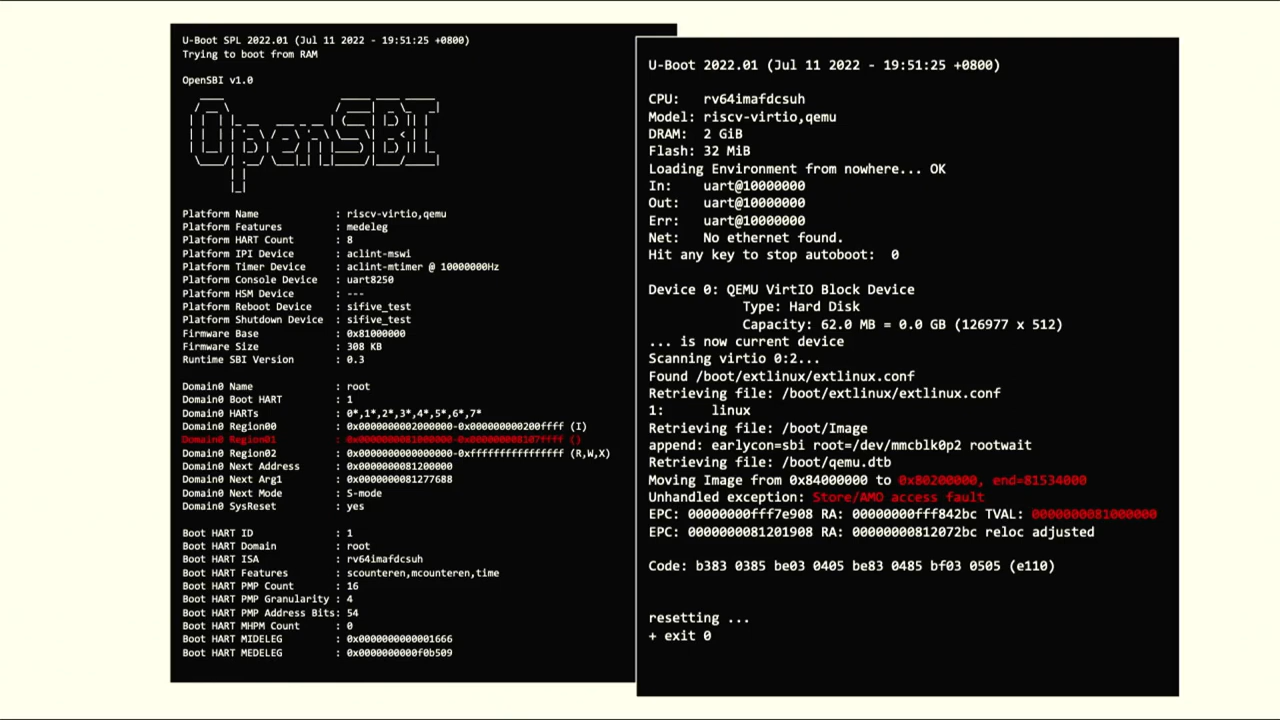 U-Boot SPL 2022.01 (Jul 11 2022 - 19:51:25 +0800)
Trying to boot from RAM
OpenSBI v1.0
OpenSBI
Platform Name : riscv-virtio,qemu
Platform Features : medeleg
Platform HART Count : 8
Platform IPI Device : aclint-mswi
Platform Timer Device : aclint-mtimer @ 10000000Hz
Platform Console Device : uart8250
Platform HSM Device : ---
Platform Reboot Device : sifive_test
Platform Shutdown Device : sifive_test
Firmware Base : 0x81000000
Firmware Size : 308 KB
Runtime SBI Version : 0.3
Domain0 Name : root
Domain0 Boot HART : 1
Domain0 HARTs : 0*,1*,2*,3*,4*,5*,6*,7*
Domain0 Region00 : 0x0000000002000000-0x000000000200ffff (I)
Domain0 Region01 : 0x0000000081000000-0x000000008107ffff ()
Domain0 Region02 : 0x0000000000000000-0xffffffffffffffff (R,W,X)
Domain0 Next Address : 0x0000000081200000
Domain0 Next Arg1 : 0x0000000081277688
Domain0 Next Mode : S-mode
Domain0 SysReset : yes
Boot HART ID : 1
Boot HART Domain : root
Boot HART ISA : rv64imafdcsuh
Boot HART Features : scounteren,mcounteren,time
Boot HART PMP Count : 16
Boot HART PMP Granularity : 4
Boot HART PMP Address Bits: 54
Boot HART MHPM Count : 0
Boot HART MIDELEG : 0x0000000000001666
Boot HART MEDELEG : 0x0000000000f0b509
U-Boot 2022.01 (Jul 11 2022 - 19:51:25 +0800)
CPU: rv64imafdcsuh
Model: riscv-virtio,qemu
DRAM: 2 GiB
Flash: 32 MiB
Loading Environment from nowhere... OK
In: uart@10000000
Out: uart@10000000
Err: uart@10000000
Net: No ethernet found.
Hit any key to stop autoboot: 0
Device 0: QEMU VirtIO Block Device
Type: Hard Disk
Capacity: 62.0 MB = 0.0 GB (126977 x 512)
... is now current device
Scanning virtio 0:2...
Found /boot/extlinux/extlinux.conf
Retrieving file: /boot/extlinux/extlinux.conf
1: linux
Retrieving file: /boot/Image
append: earlycon=sbi root=/dev/mmcblk0p2 rootwait
Retrieving file: /boot/qemu.dtb
Moving Image from 0x84000000 to 0x80200000, end=81534000
Unhandled exception: Store/AMO access fault
EPC: 00000000fff7e908 RA: 00000000fff842bc TVAL: 0000000081000000
EPC: 0000000081201908 RA: 00000000812072bc reloc adjusted
Code: b383 0385 be03 0405 be83 0485 bf03 0505 (e110)
resetting ...
+ exit 0